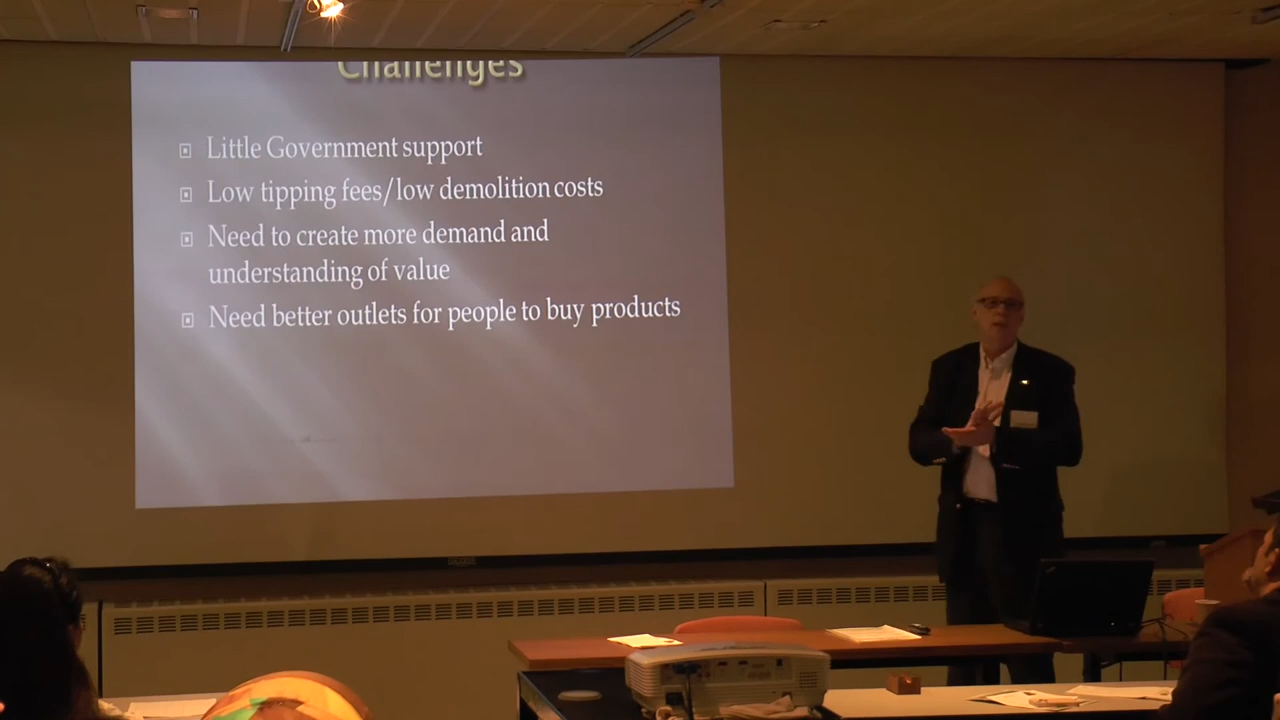 Challenges
Little Government support
Low tipping fees/low demolition costs
Need to create more demand and
understanding of value
Need better outlets for people to buy products